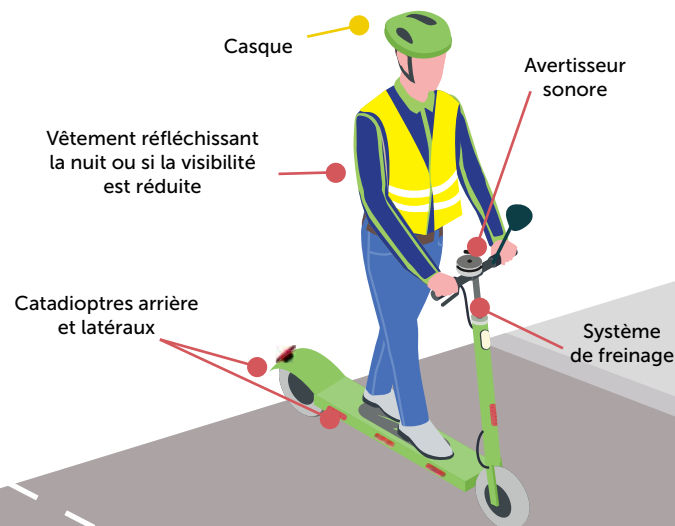 Casque
Avertisseur
sonore
Vêtement réfléchissant
la nuit ou si la visibilité
est réduite
Catadioptres arrière
et latéraux
Système
de freinage